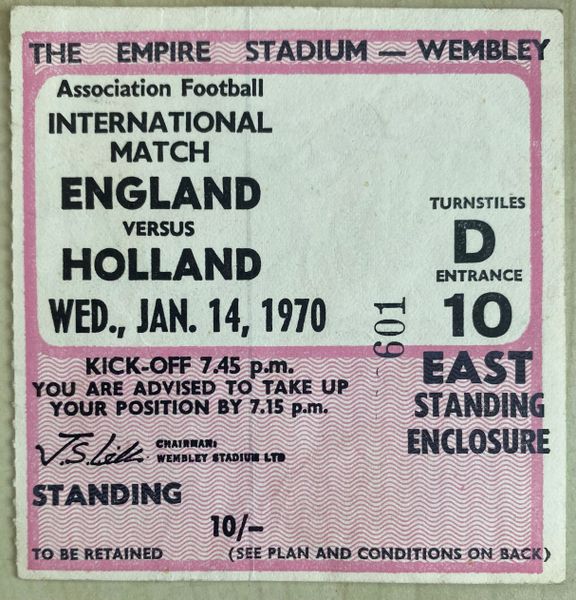 THE EMPIRE STADIUM — WEMBLEY
Association Football
INTERNATIONAL
MATCH
ENGLAND
VERSUS
HOLLAND
WED., JAN. 14, 1970
TURNSTILES
D
ENTRANCE
10
601
EAST
STANDING
ENCLOSURE
KICK-OFF 7.45 p.m.
YOU ARE ADVISED TO TAKE UP
YOUR POSITION BY 7.15 p.m.
CHAIRMAN:
WEMBLEY STADIUM LTD
STANDING
10/-
TO BE RETAINED (SEE PLAN AND CONDITIONS ON BACK)